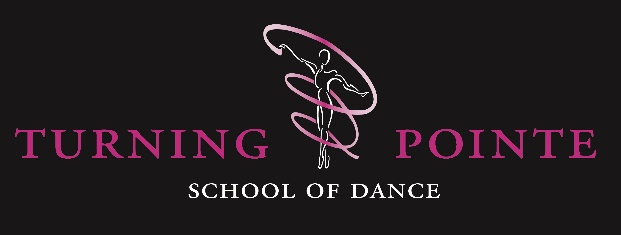 TURNING POINTE
SCHOOL OF DANCE